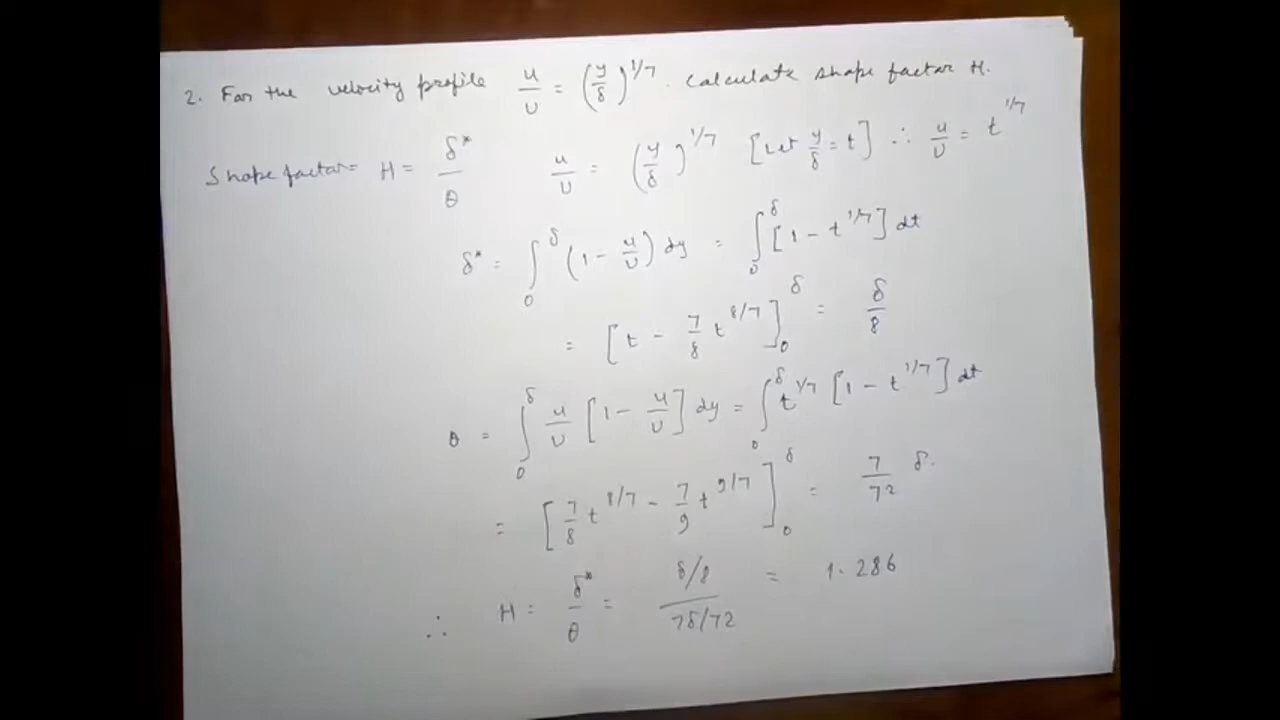 2. For the velocity profile u/U = (y/δ)^1/7. Calculate shape factor H.
Shape factor = H = δ*/θ u/U = (y/δ)^1/7 [Let y/δ = t] ∴ u/U = t^1/7
δ* = ∫₀^δ (1 - u/U) dy = ∫₀^δ [1 - t^1/7] dt
= [t - 7/8 t^8/7]₀^δ = δ/8
θ = ∫₀^δ u/U [1 - u/U] dy = ∫₀^δ t^1/7 [1 - t^1/7] dt
= [7/8 t^8/7 - 7/9 t^9/7]₀^δ = 7/72 δ.
∴ H = δ*/θ = (δ/8)/(7δ/72) = 1.286